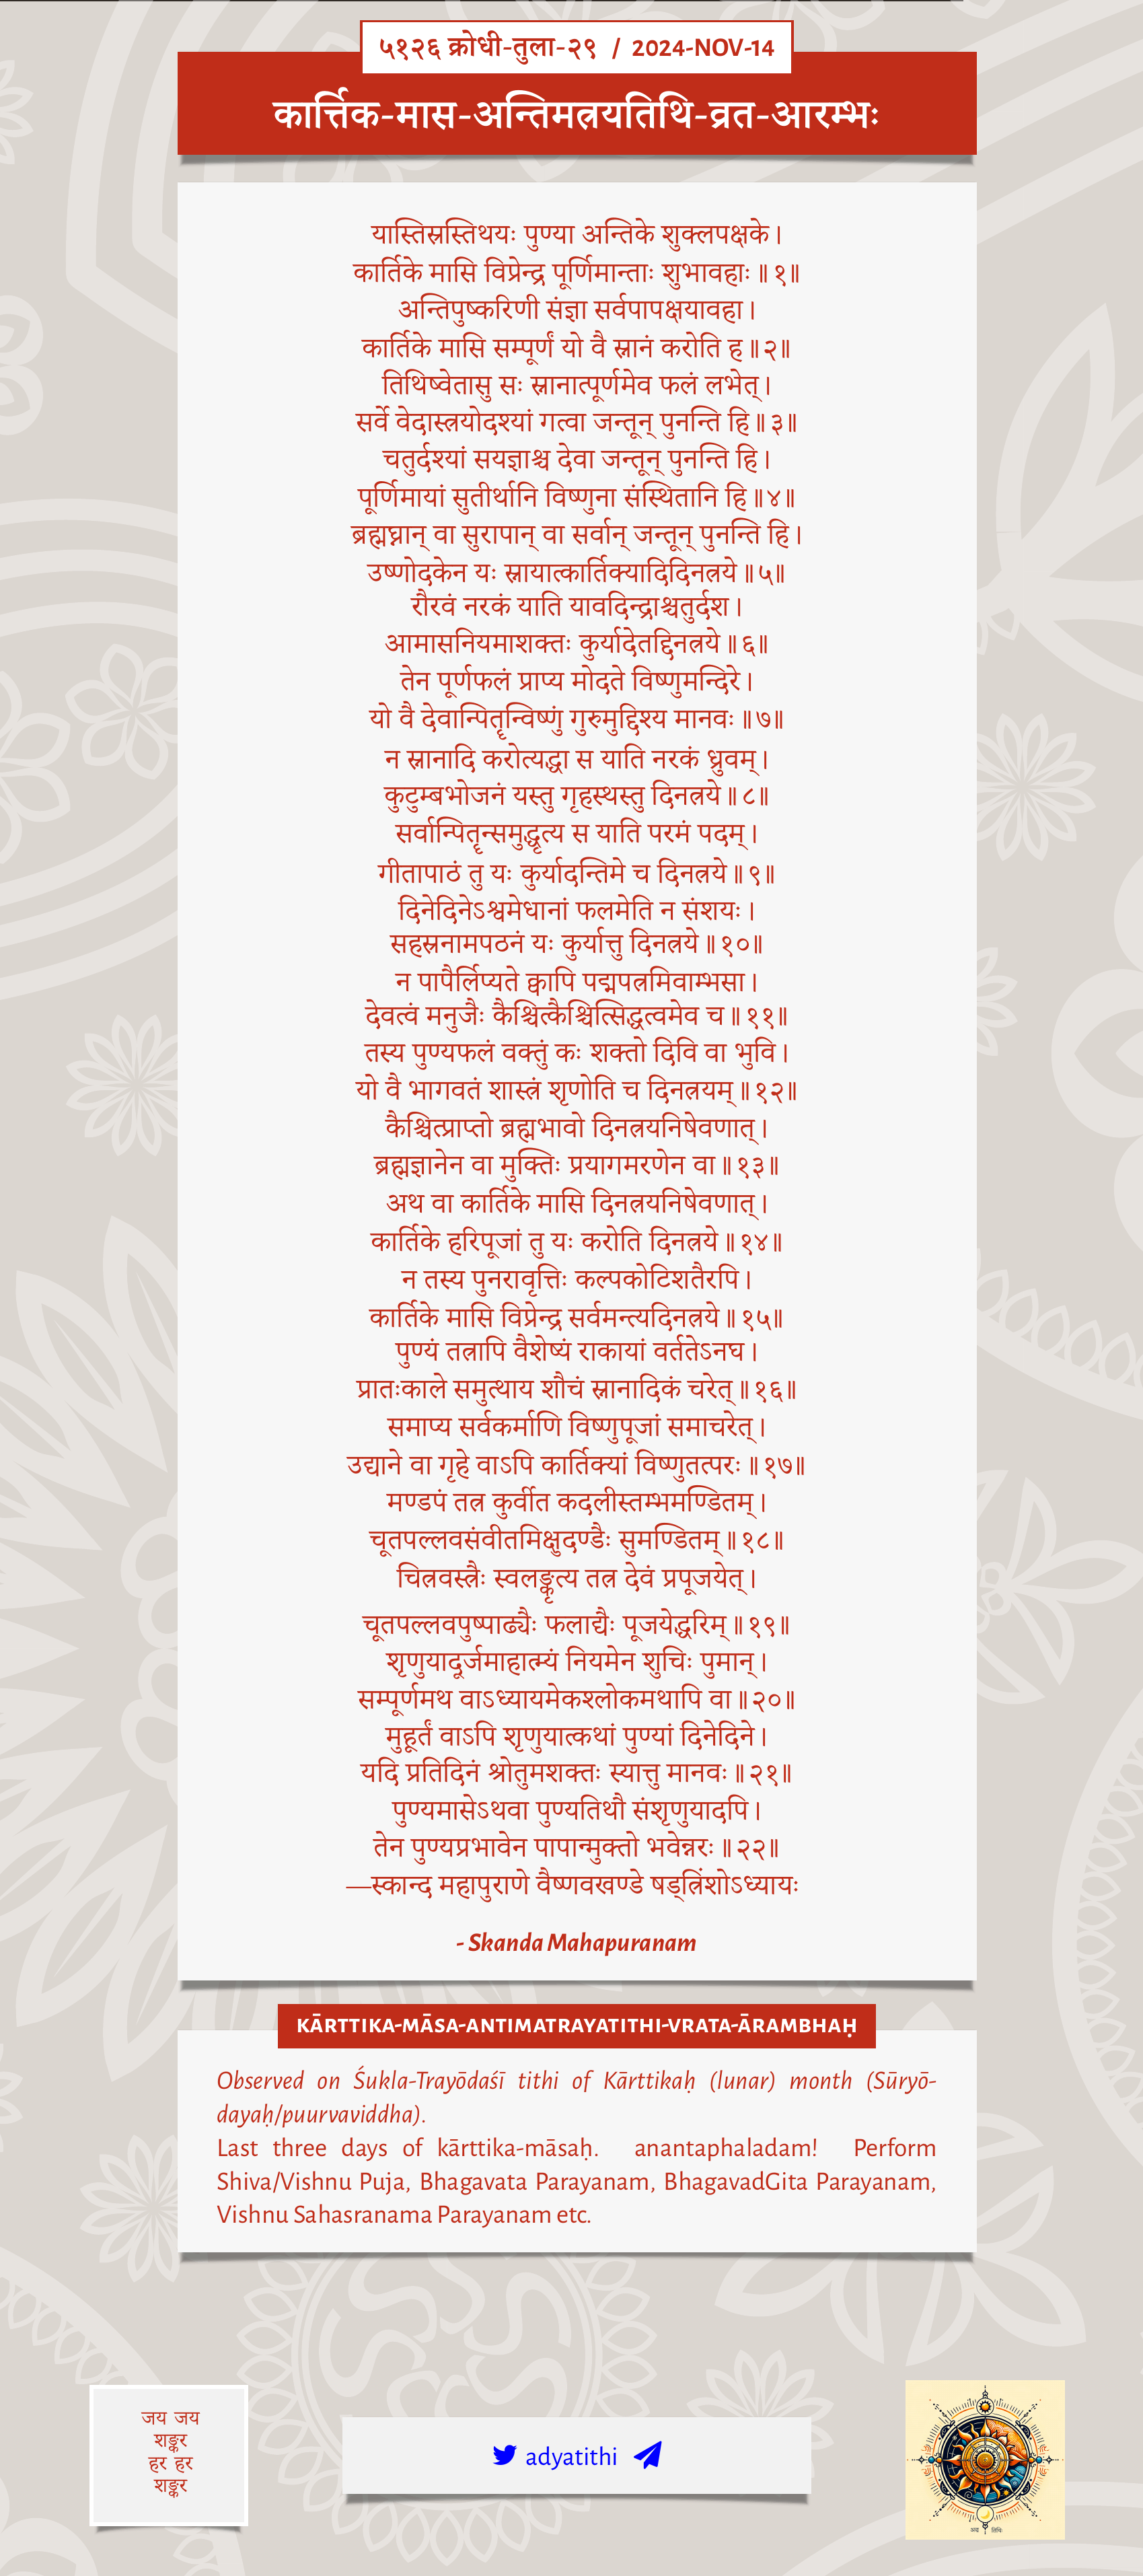 ५१२६ क्रोधी-तुला-२९ / 2024-NOV-14
कार्त्तिक-मास-अन्तिमत्रयतिथि-व्रत-आरम्भः
यास्तिस्रस्तिथयः पुण्या अन्तिके शुक्लपक्षके।
कार्तिके मासि विप्रेन्द्र पूर्णिमान्ताः शुभावहाः॥१॥
अन्तिपुष्करिणी संज्ञा सर्वपापक्षयावहा।
कार्तिके मासि सम्पूर्णं यो वै स्नानं करोति ह॥२॥
तिथिष्वेतासु सः स्नानात्पूर्णमेव फलं लभेत्।
सर्वे वेदास्त्रयोदश्यां गत्वा जन्तून् पुनन्ति हि॥३॥
चतुर्दश्यां सयज्ञाश्च देवा जन्तून् पुनन्ति हि।
पूर्णिमायां सुतीर्थानि विष्णुना संस्थितानि हि॥४॥
ब्रह्मघ्नान् वा सुरापान् वा सर्वान् जन्तून् पुनन्ति हि।
उष्णोदकेन यः स्नायात्कार्तिक्यादिदिनत्रये॥५॥
रौरवं नरकं याति यावदिन्द्राश्चतुर्दश।
आमासनियमाशक्तः कुर्यादेतद्दिनत्रये॥६॥
तेन पूर्णफलं प्राप्य मोदते विष्णुमन्दिरे।
यो वै देवान्पितॄन्विष्णुं गुरुमुद्दिश्य मानवः॥७॥
न स्नानादि करोत्यद्धा स याति नरकं ध्रुवम्।
कुटुम्बभोजनं यस्तु गृहस्थस्तु दिनत्रये॥८॥
सर्वान्पितॄन्समुद्धृत्य स याति परमं पदम्।
गीतापाठं तु यः कुर्यादन्तिमे च दिनत्रये॥९॥
दिनेदिनेऽश्वमेधानां फलमेति न संशयः।
सहस्रनामपठनं यः कुर्यात्तु दिनत्रये॥१०॥
न पापैर्लिप्यते क्वापि पद्मपत्रमिवाम्भसा।
देवत्वं मनुजैः कैश्चित्कैश्चित्सिद्धत्वमेव च॥११॥
तस्य पुण्यफलं वक्तुं कः शक्तो दिवि वा भुवि।
यो वै भागवतं शास्त्रं शृणोति च दिनत्रयम्॥१२॥
कैश्चित्प्राप्तो ब्रह्मभावो दिनत्रयनिषेवणात्।
ब्रह्मज्ञानेन वा मुक्तिः प्रयागमरणेन वा॥१३॥
अथ वा कार्तिके मासि दिनत्रयनिषेवणात्।
कार्तिके हरिपूजां तु यः करोति दिनत्रये॥१४॥
न तस्य पुनरावृत्तिः कल्पकोटिशतैरपि।
कार्तिके मासि विप्रेन्द्र सर्वमन्त्यदिनत्रये॥१५॥
पुण्यं तत्रापि वैशेष्यं राकायां वर्ततेऽनघ।
प्रातःकाले समुत्थाय शौचं स्नानादिकं चरेत्॥१६॥
समाप्य सर्वकर्माणि विष्णुपूजां समाचरेत्।
उद्याने वा गृहे वाऽपि कार्तिक्यां विष्णुतत्परः॥१७॥
मण्डपं तत्र कुर्वीत कदलीस्तम्भमण्डितम्।
चूतपल्लवसंवीतमिक्षुदण्डैः सुमण्डितम्॥१८॥
चित्रवस्त्रैः स्वलङ्कृत्य तत्र देवं प्रपूजयेत्।
चूतपल्लवपुष्पाढ्यैः फलाद्यैः पूजयेद्धरिम्॥१९॥
शृणुयादूर्जमाहात्म्यं नियमेन शुचिः पुमान्।
सम्पूर्णमथ वाऽध्यायमेकश्लोकमथापि वा॥२०॥
मुहूर्तं वाऽपि शृणुयात्कथां पुण्यां दिनेदिने।
यदि प्रतिदिनं श्रोतुमशक्तः स्यात्तु मानवः॥२१॥
पुण्यमासेऽथवा पुण्यतिथौ संशृणुयादपि।
तेन पुण्यप्रभावेन पापान्मुक्तो भवेन्नरः॥२२॥
—स्कान्द महापुराणे वैष्णवखण्डे षड्त्रिंशोऽध्यायः
- Skanda Mahapuranam
KĀRTTIKA-MĀSA-ANTIMATRAYATITHI-VRATA-ĀRAMBHAḤ
Observed on Śukla-Trayōdaśī tithi of Kārttikaḥ (lunar) month (Sūryō-
dayaḥ/puurvaviddha).
Last three days of kārttika-māsaḥ. anantaphaladam! Perform
Shiva/Vishnu Puja, Bhagavata Parayanam, BhagavadGita Parayanam,
Vishnu Sahasranama Parayanam etc.
जय जय
शङ्कर
हर हर
शङ्कर
adyatithi